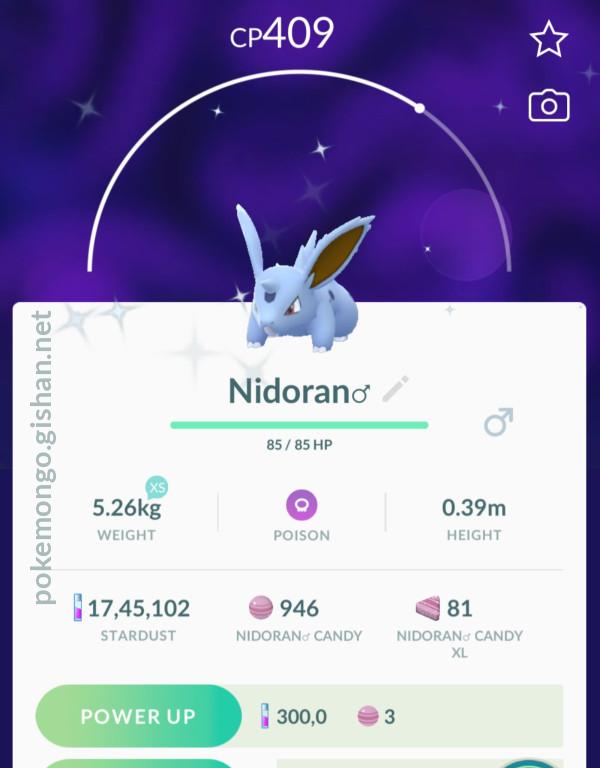 CP409
Nidoran♂
85 / 85 HP
♂
XS
5.26kg
WEIGHT
POISON
0.39m
HEIGHT
17,45,102
STARDUST
946
NIDORAN♂ CANDY
81
NIDORAN♂ CANDY
XL
POWER UP
300,0
3
pokemongo.gishan.net